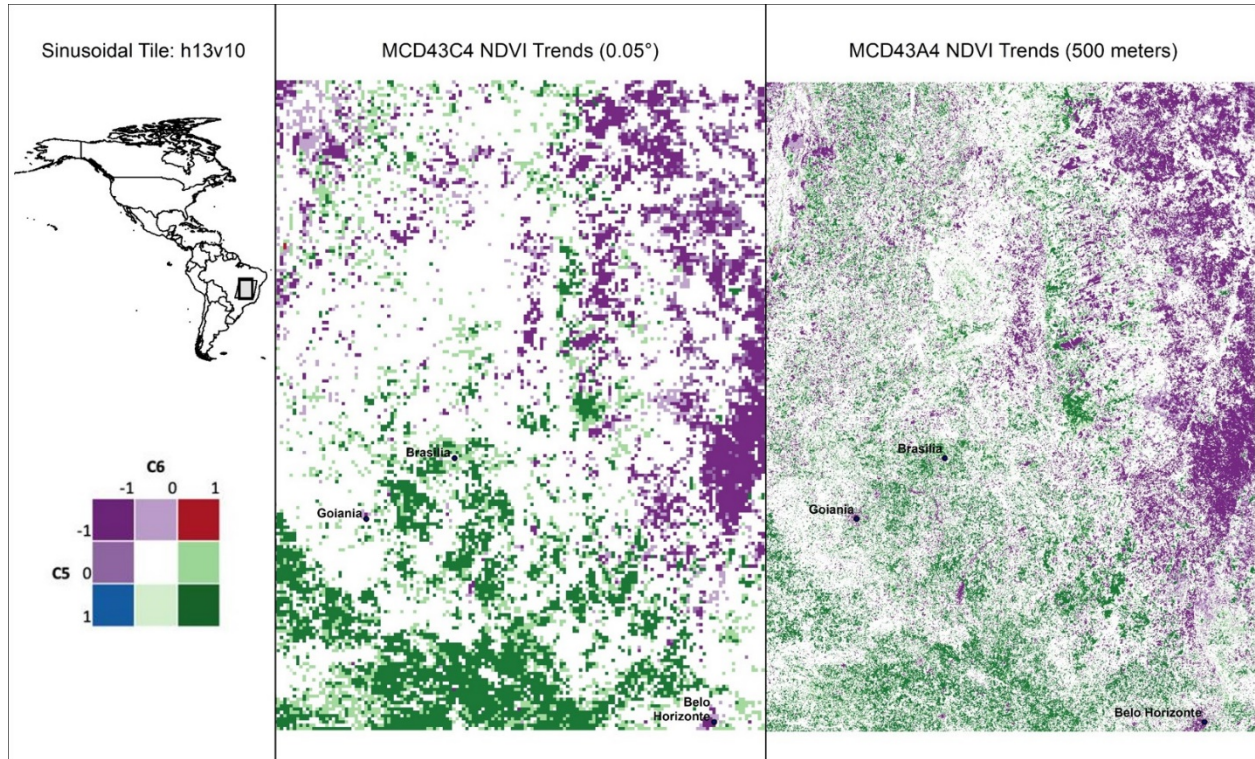 Sinusoidal Tile: h13v10
MCD43C4 NDVI Trends (0.05°)
MCD43A4 NDVI Trends (500 meters)
C6
-1 0 1
-1
C5 0
1
Brasilia
Goiania
Belo
Horizonte
Brasilia
Goiania
Belo Horizonte